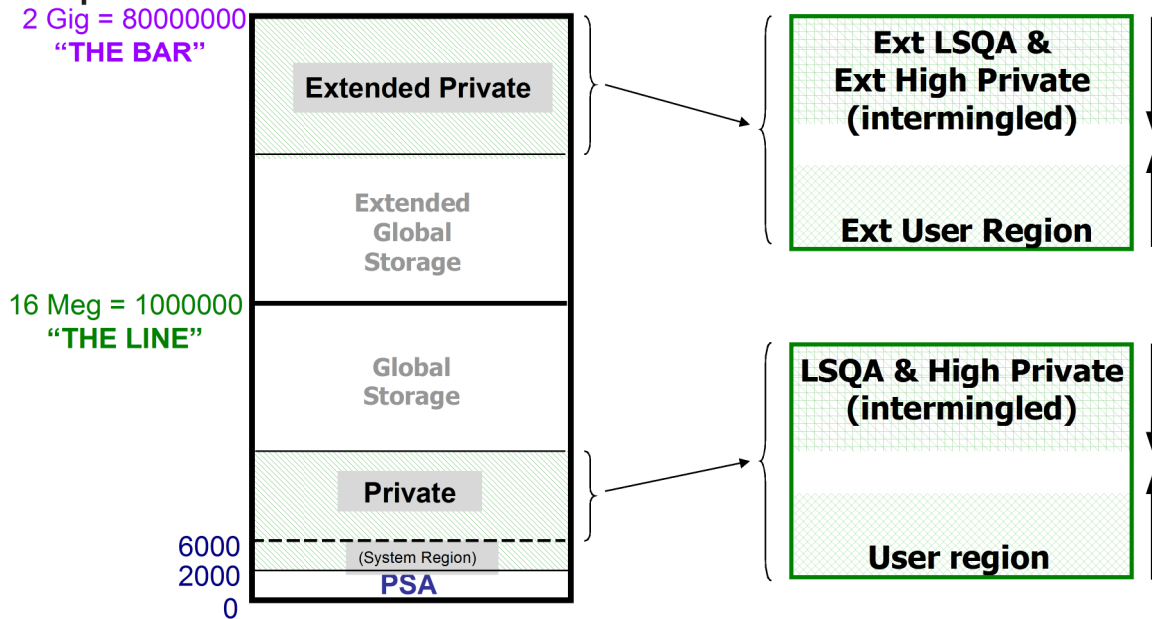 2 Gig = 80000000
“THE BAR”
Extended Private
Extended
Global
Storage
16 Meg = 1000000
“THE LINE”
Global
Storage
Private
6000
(System Region)
2000
PSA
0
Ext LSQA &
Ext High Private
(intermingled)
Ext User Region
LSQA & High Private
(intermingled)
User region